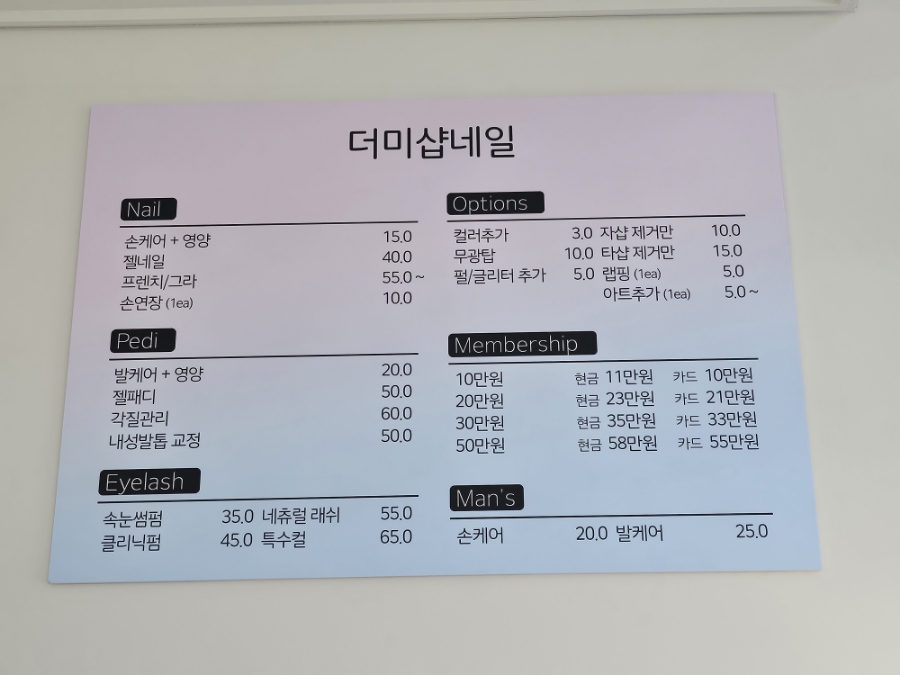 더미샵네일
Nail
손케어 + 영양 15.0
젤네일 40.0
프렌치/그라 55.0~
손연장 (1ea) 10.0
Pedi
발케어 + 영양 20.0
젤패디 50.0
각질관리 60.0
내성발톱 교정 50.0
Eyelash
속눈썸펌 35.0 네츄럴 래쉬 55.0
클리닉펌 45.0 특수컬 65.0
Options
컬러추가 3.0 자샵 제거만 10.0
무광탑 10.0 타샵 제거만 15.0
펄/글리터 추가 5.0 랩핑 (1ea) 5.0
아트추가 (1ea) 5.0~
Membership
10만원 현금 11만원 카드 10만원
20만원 현금 23만원 카드 21만원
30만원 현금 35만원 카드 33만원
50만원 현금 58만원 카드 55만원
Man's
손케어 20.0 발케어 25.0